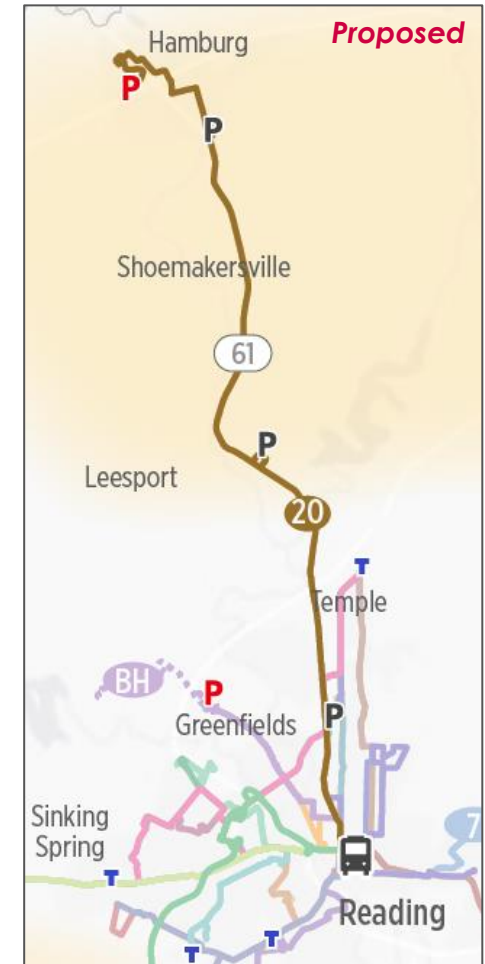 Proposed
Hamburg
P
P
Shoemakersville
61
P
Leesport
20
T
Temple
BH
P
Greenfields
P
Sinking
Spring
7
T
Reading
T
T